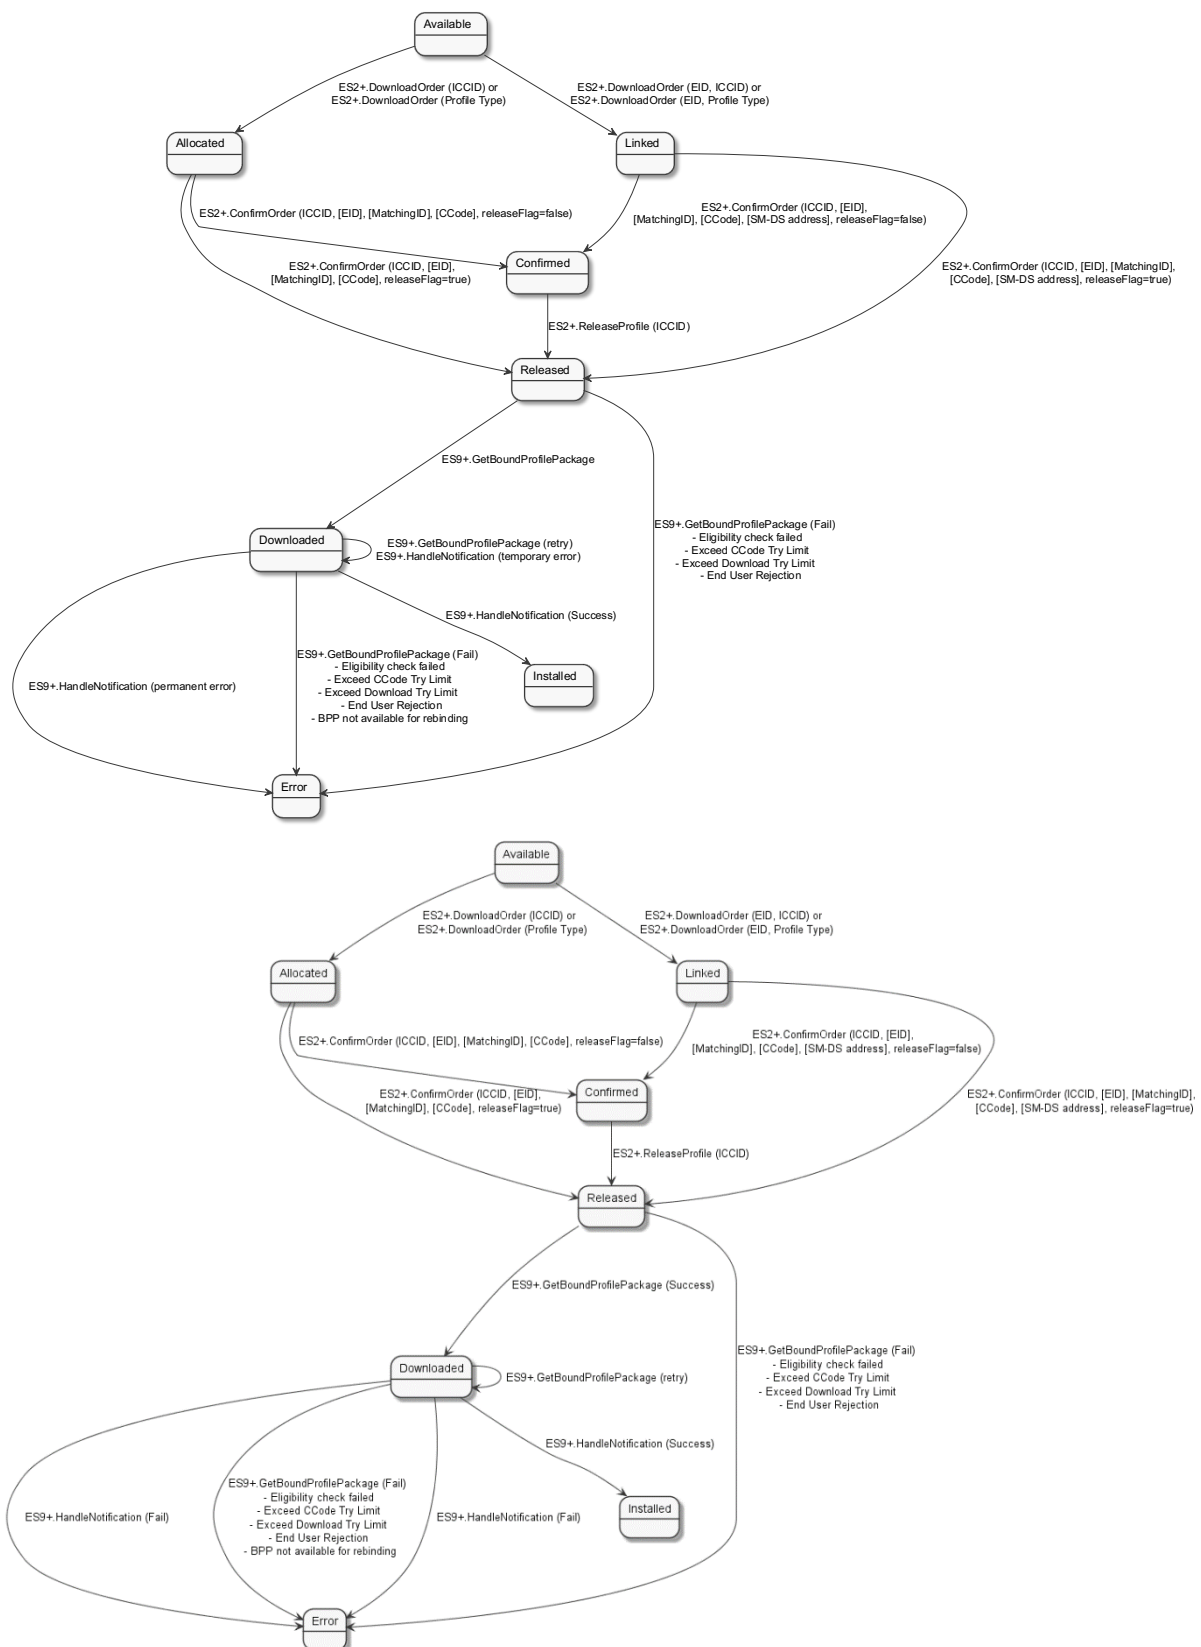 Available
ES2+.DownloadOrder (ICCID) or
ES2+.DownloadOrder (Profile Type)
ES2+.DownloadOrder (EID, ICCID) or
ES2+.DownloadOrder (EID, Profile Type)
Allocated
Linked
ES2+.ConfirmOrder (ICCID, [EID], [MatchingID], [CCode], releaseFlag=false)
ES2+.ConfirmOrder (ICCID, [EID],
[MatchingID], [CCode], [SM-DS address], releaseFlag=false)
Confirmed
ES2+.ConfirmOrder (ICCID, [EID],
[MatchingID], [CCode], releaseFlag=true)
ES2+.ConfirmOrder (ICCID, [EID], [MatchingID],
[CCode], [SM-DS address], releaseFlag=true)
ES2+.ReleaseProfile (ICCID)
Released
ES9+.GetBoundProfilePackage
Downloaded
ES9+.GetBoundProfilePackage (retry)
ES9+.HandleNotification (temporary error)
ES9+.GetBoundProfilePackage (Fail)
- Eligibility check failed
- Exceed CCode Try Limit
- Exceed Download Try Limit
- End User Rejection
ES9+.HandleNotification (Success)
ES9+.HandleNotification (permanent error)
ES9+.GetBoundProfilePackage (Fail)
- Eligibility check failed
- Exceed CCode Try Limit
- Exceed Download Try Limit
- End User Rejection
- BPP not available for rebinding
Installed
Error
Available
ES2+.DownloadOrder (ICCID) or
ES2+.DownloadOrder (Profile Type)
ES2+.DownloadOrder (EID, ICCID) or
ES2+.DownloadOrder (EID, Profile Type)
Allocated
Linked
ES2+.ConfirmOrder (ICCID, [EID], [MatchingID], [CCode], releaseFlag=false)
ES2+.ConfirmOrder (ICCID, [EID],
[MatchingID], [CCode], [SM-DS address], releaseFlag=false)
Confirmed
ES2+.ConfirmOrder (ICCID, [EID],
[MatchingID], [CCode], releaseFlag=true)
ES2+.ConfirmOrder (ICCID, [EID], [MatchingID],
[CCode], [SM-DS address], releaseFlag=true)
ES2+.ReleaseProfile (ICCID)
Released
ES9+.GetBoundProfilePackage (Success)
Downloaded
ES9+.GetBoundProfilePackage (retry)
ES9+.GetBoundProfilePackage (Fail)
- Eligibility check failed
- Exceed CCode Try Limit
- Exceed Download Try Limit
- End User Rejection
ES9+.HandleNotification (Success)
ES9+.HandleNotification (Fail)
ES9+.GetBoundProfilePackage (Fail)
- Eligibility check failed
- Exceed CCode Try Limit
- Exceed Download Try Limit
- End User Rejection
- BPP not available for rebinding
ES9+.HandleNotification (Fail)
Installed
Error